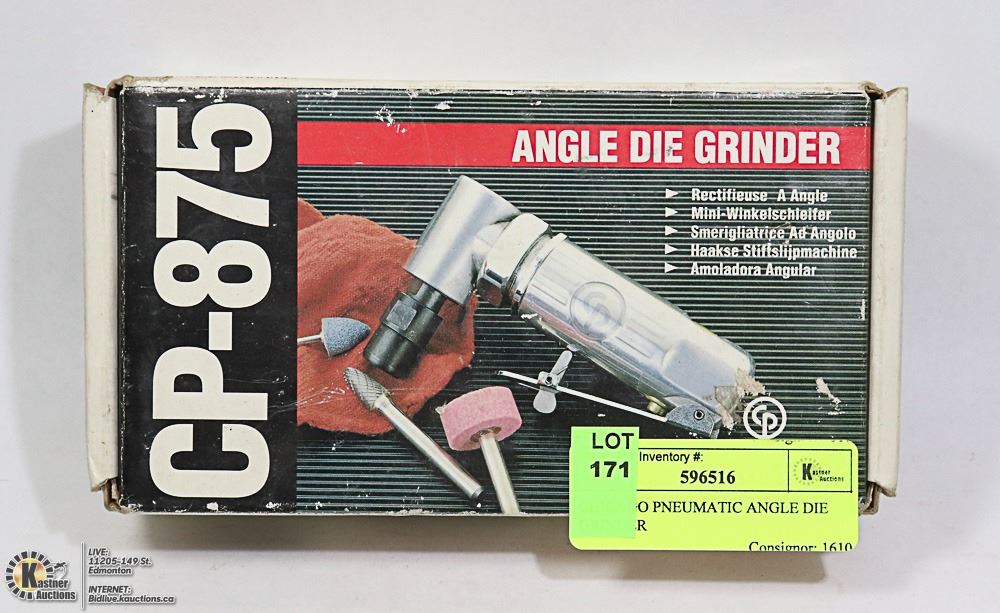 CP-875
ANGLE DIE GRINDER
Rectifieuse A Angle
Mini-Winkelschleifer
Smerigliatrice Ad Angolo
Haakse Stiftslijpmachine
Amoladora Angular
CP
LOT
171
Inventory #:
596516
Kastner
Auctions
PNEUMATIC ANGLE DIE
Consignor: 1610
Kastner
Auctions
LIVE:
11205-149 St.
Edmonton
INTERNET:
Bidlive.kauctions.ca